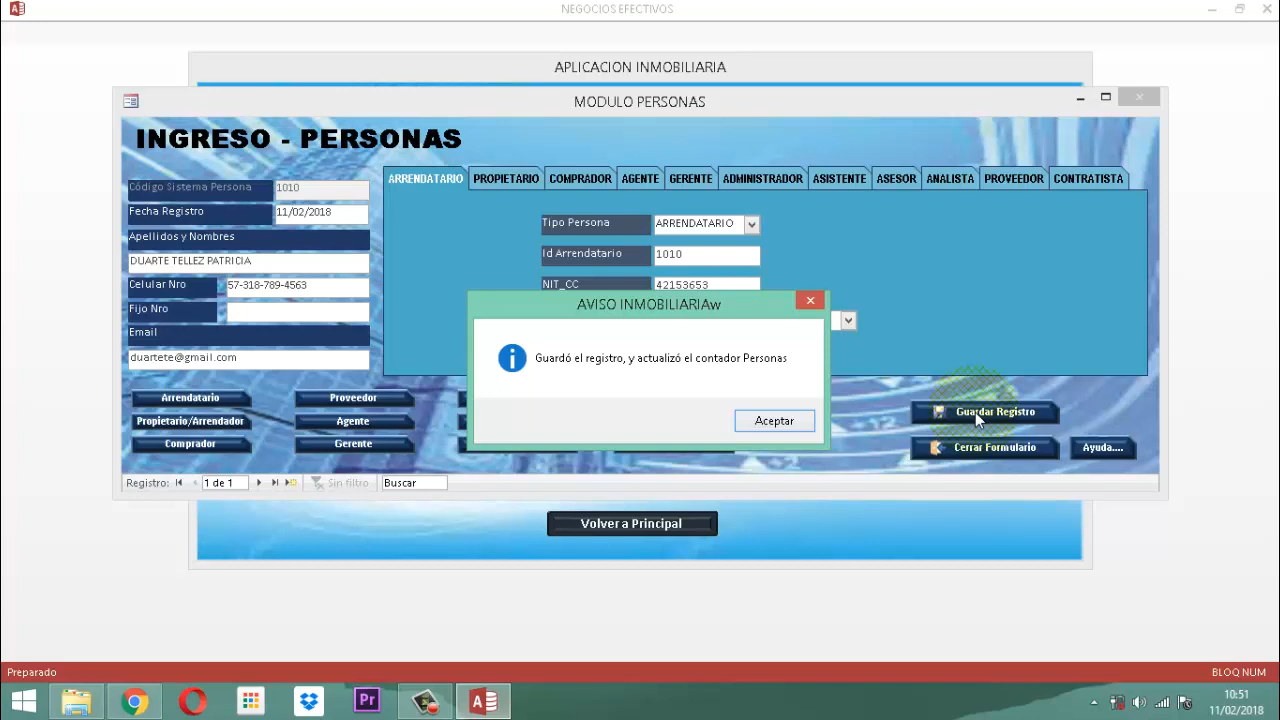 NEGOCIOS EFECTIVOS
APLICACION INMOBILIARIA
MODULO PERSONAS
INGRESO - PERSONAS
ARRENDATARIO PROPIETARIO COMPRADOR AGENTE GERENTE ADMINISTRADOR ASISTENTE ASESOR ANALISTA PROVEEDOR CONTRATISTA
Código Sistema Persona 1010
Fecha Registro 11/02/2018
Apellidos y Nombres
DUARTE TELLEZ PATRICIA
Celular Nro 57-318-789-4563
Fijo Nro
Email
duartete@gmail.com
Tipo Persona ARRENDATARIO
Id Arrendatario 1010
NIT_CC 42153653
AVISO INMOBILIARIAw
Guardó el registro, y actualizó el contador Personas
Aceptar
Arrendatario Proveedor
Propietario/Arrendador Agente
Comprador Gerente
Guardar Registro
Cerrar Formulario Ayuda....
Registro: 1 de 1 Sin filtro Buscar
Volver a Principal
Preparado BLOQ NUM
Pr
10:51
11/02/2018